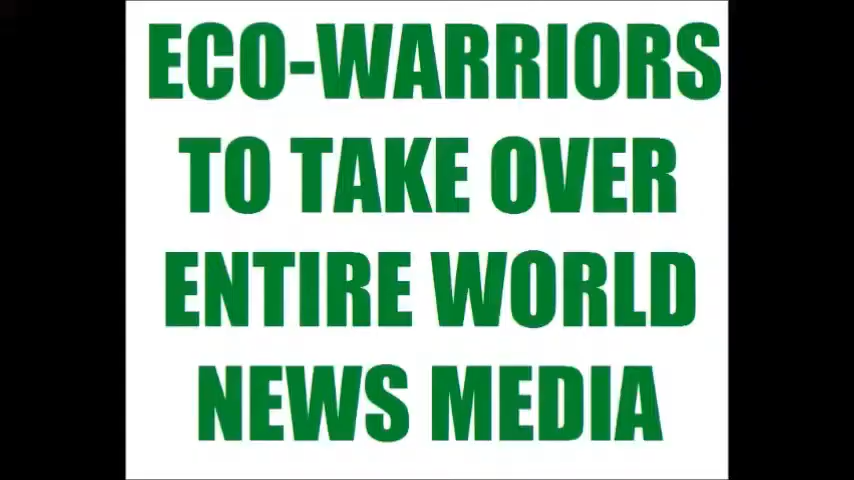 ECO-WARRIORS
TO TAKE OVER
ENTIRE WORLD
NEWS MEDIA